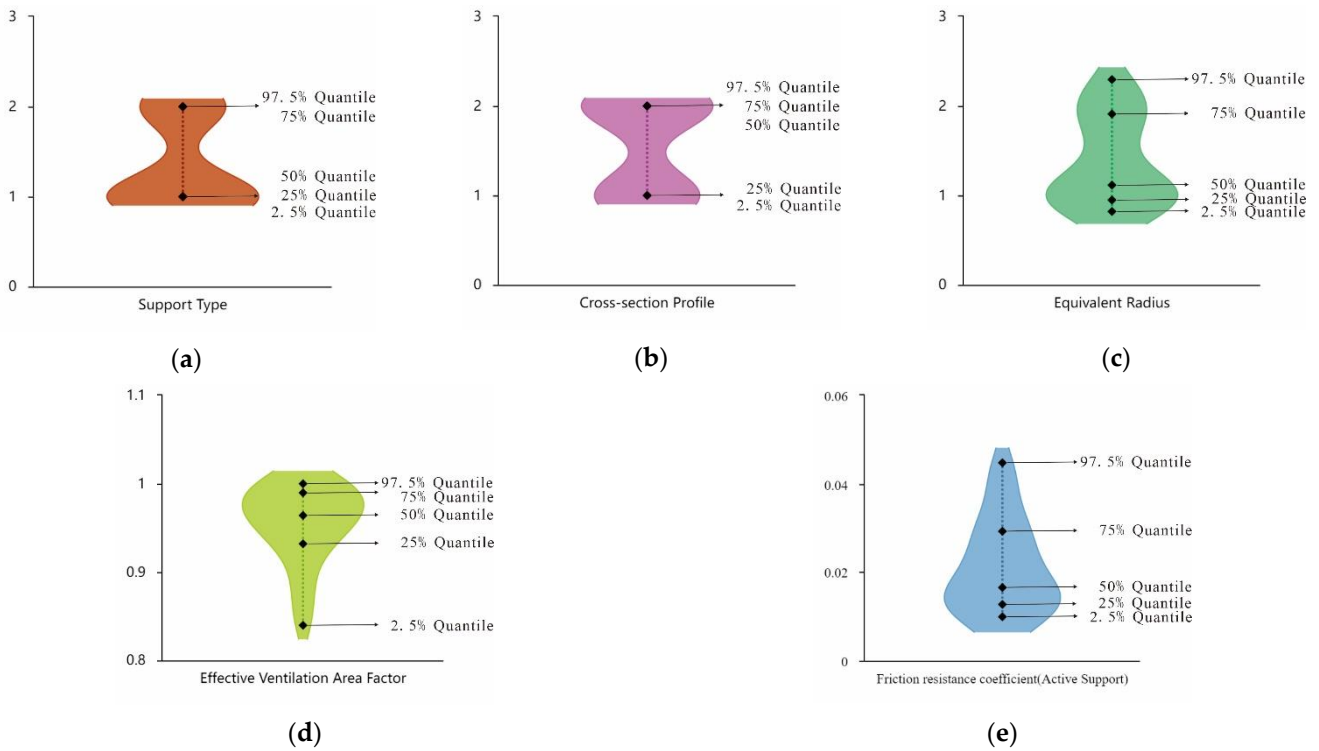 3
2
1
0
97.5% Quantile
75% Quantile
50% Quantile
25% Quantile
2.5% Quantile
Support Type
(a)
3
2
1
0
97.5% Quantile
75% Quantile
50% Quantile
25% Quantile
2.5% Quantile
Cross-section Profile
(b)
3
2
1
0
97.5% Quantile
75% Quantile
50% Quantile
25% Quantile
2.5% Quantile
Equivalent Radius
(c)
1.1
1
0.9
0.8
97.5% Quantile
75% Quantile
50% Quantile
25% Quantile
2.5% Quantile
Effective Ventilation Area Factor
(d)
0.06
0.04
0.02
0
97.5% Quantile
75% Quantile
50% Quantile
25% Quantile
2.5% Quantile
Friction resistance coefficient(Active Support)
(e)